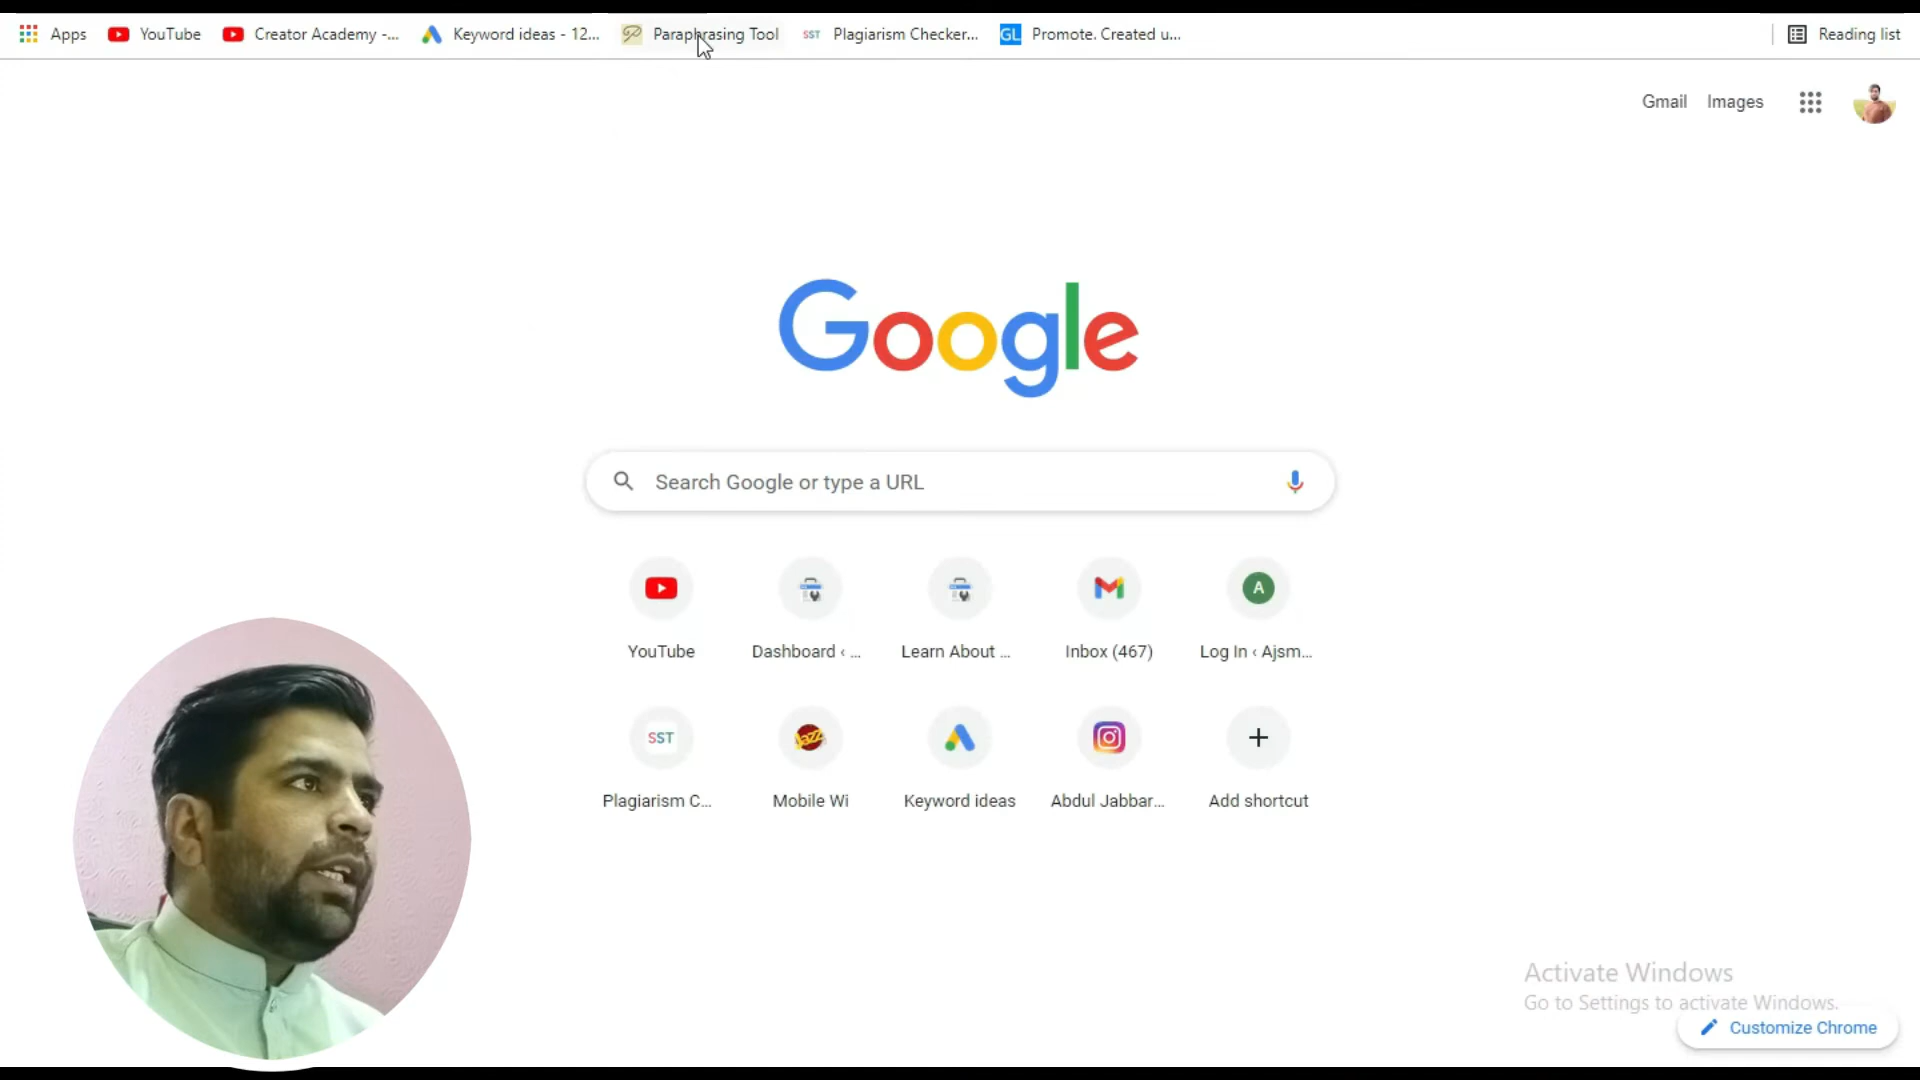 Apps YouTube Creator Academy -... Keyword ideas - 12... Paraphrasing Tool SST Plagiarism Checker... GL Promote. Created u... Reading list
Gmail Images
Google
Search Google or type a URL
A
YouTube Dashboard ‹ ... Learn About ... Inbox (467) Log In ‹ Ajsm...
SST Jazz
Plagiarism C... Mobile Wi Keyword ideas Abdul Jabbar... Add shortcut
Activate Windows
Go to Settings to activate Windows.
Customize Chrome